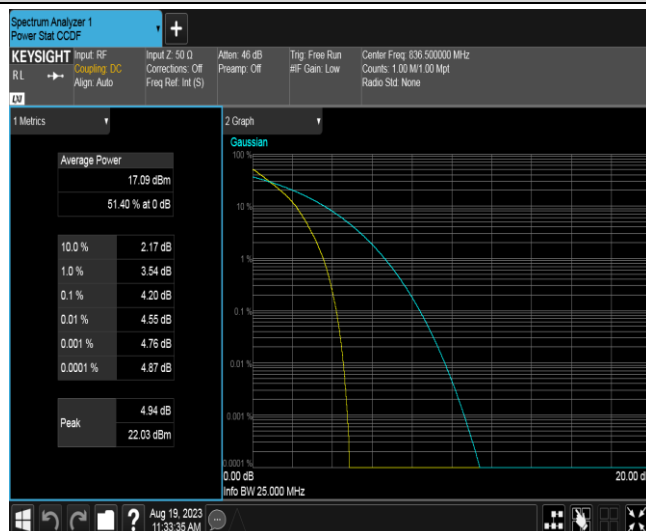 Spectrum Analyzer 1
Power Stat CCDF
KEYSIGHT
RL
LXI
Input: RF
Coupling: DC
Align: Auto
Input Z: 50 Ω
Corrections: Off
Freq Ref: Int (S)
Atten: 46 dB
Preamp: Off
Trig: Free Run
#IF Gain: Low
Center Freq: 836.500000 MHz
Counts: 1.00 M/1.00 Mpt
Radio Std: None
1 Metrics
Average Power
17.09 dBm
51.40 % at 0 dB
10.0 % 2.17 dB
1.0 % 3.54 dB
0.1 % 4.20 dB
0.01 % 4.55 dB
0.001 % 4.76 dB
0.0001 % 4.87 dB
Peak
4.94 dB
22.03 dBm
2 Graph
Gaussian
100 %
10 %
1 %
0.1 %
0.01 %
0.001 %
0.0001 %
0.00 dB
20.00 d
Info BW 25.000 MHz
?
Aug 19, 2023
11:33:35 AM